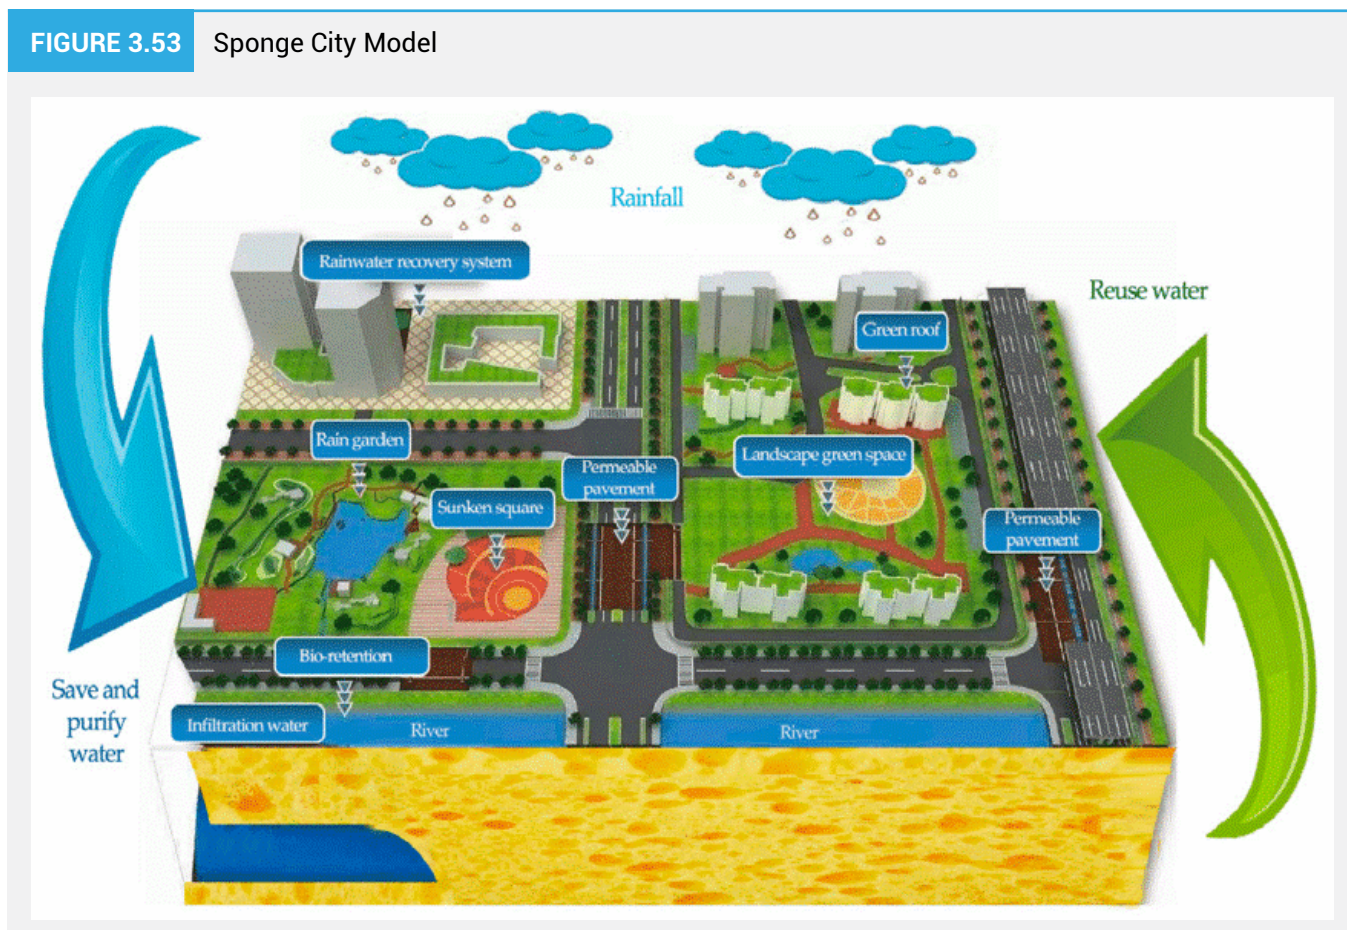 FIGURE 3.53 Sponge City Model
Rainfall
Rainwater recovery system
Reuse water
Green roof
Rain garden
Landscape green space
Permeable
pavement
Sunken square
Permeable
pavement
Bio-retention
Save and
purify
water
Infiltration water
River
River